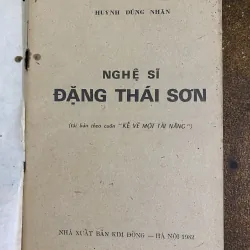 HUỲNH DŨNG NHÂN
NGHỆ SĨ
ĐẶNG THÁI SƠN
(tái bản theo cuốn "KỂ VỀ MỘT TÀI NĂNG")
NHÀ XUẤT BẢN KIM ĐỒNG — HÀ NỘI 1982